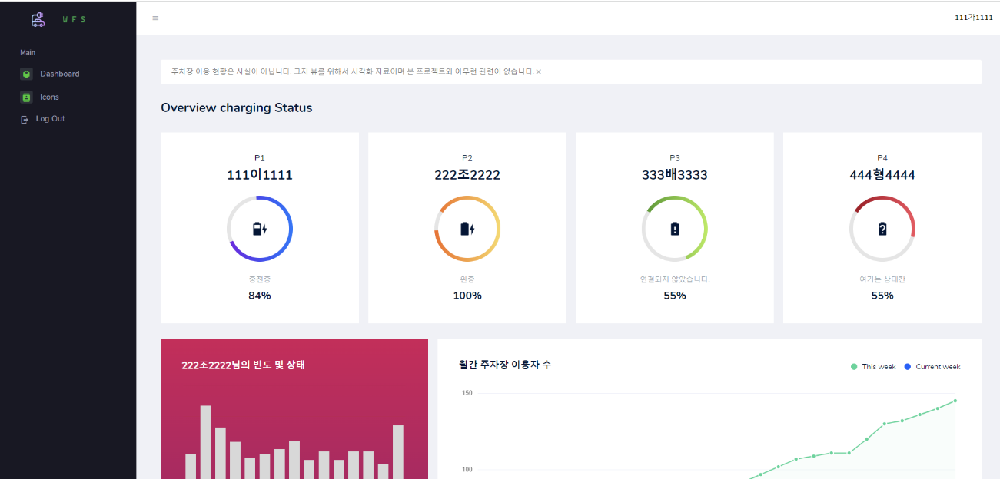 W F S
111가1111
Main
Dashboard
Icons
Log Out
주차장 이용 현황은 사실이 아닙니다. 그저 뷰를 위해서 시각화 자료이며 본 프로젝트와 아무런 관련이 없습니다. ×
Overview charging Status
P1
111이1111
충전중
84%
P2
222조2222
완충
100%
P3
333배3333
연결되지 않았습니다.
55%
P4
444형4444
여기는 상태칸
55%
222조2222님의 빈도 및 상태
월간 주자장 이용자 수
This week
Current week
150
100